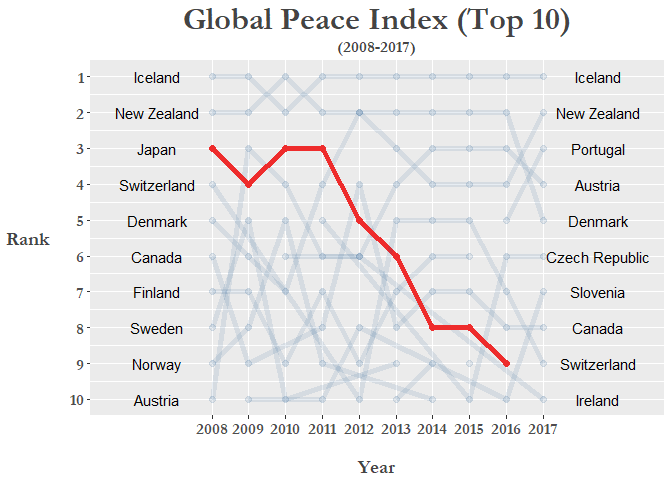 Global Peace Index (Top 10)
(2008-2017)
1 Iceland Iceland
2 New Zealand New Zealand
3 Japan Portugal
4 Switzerland Austria
5 Denmark Denmark
Rank
6 Canada Czech Republic
7 Finland Slovenia
8 Sweden Canada
9 Norway Switzerland
10 Austria Ireland
2008 2009 2010 2011 2012 2013 2014 2015 2016 2017
Year